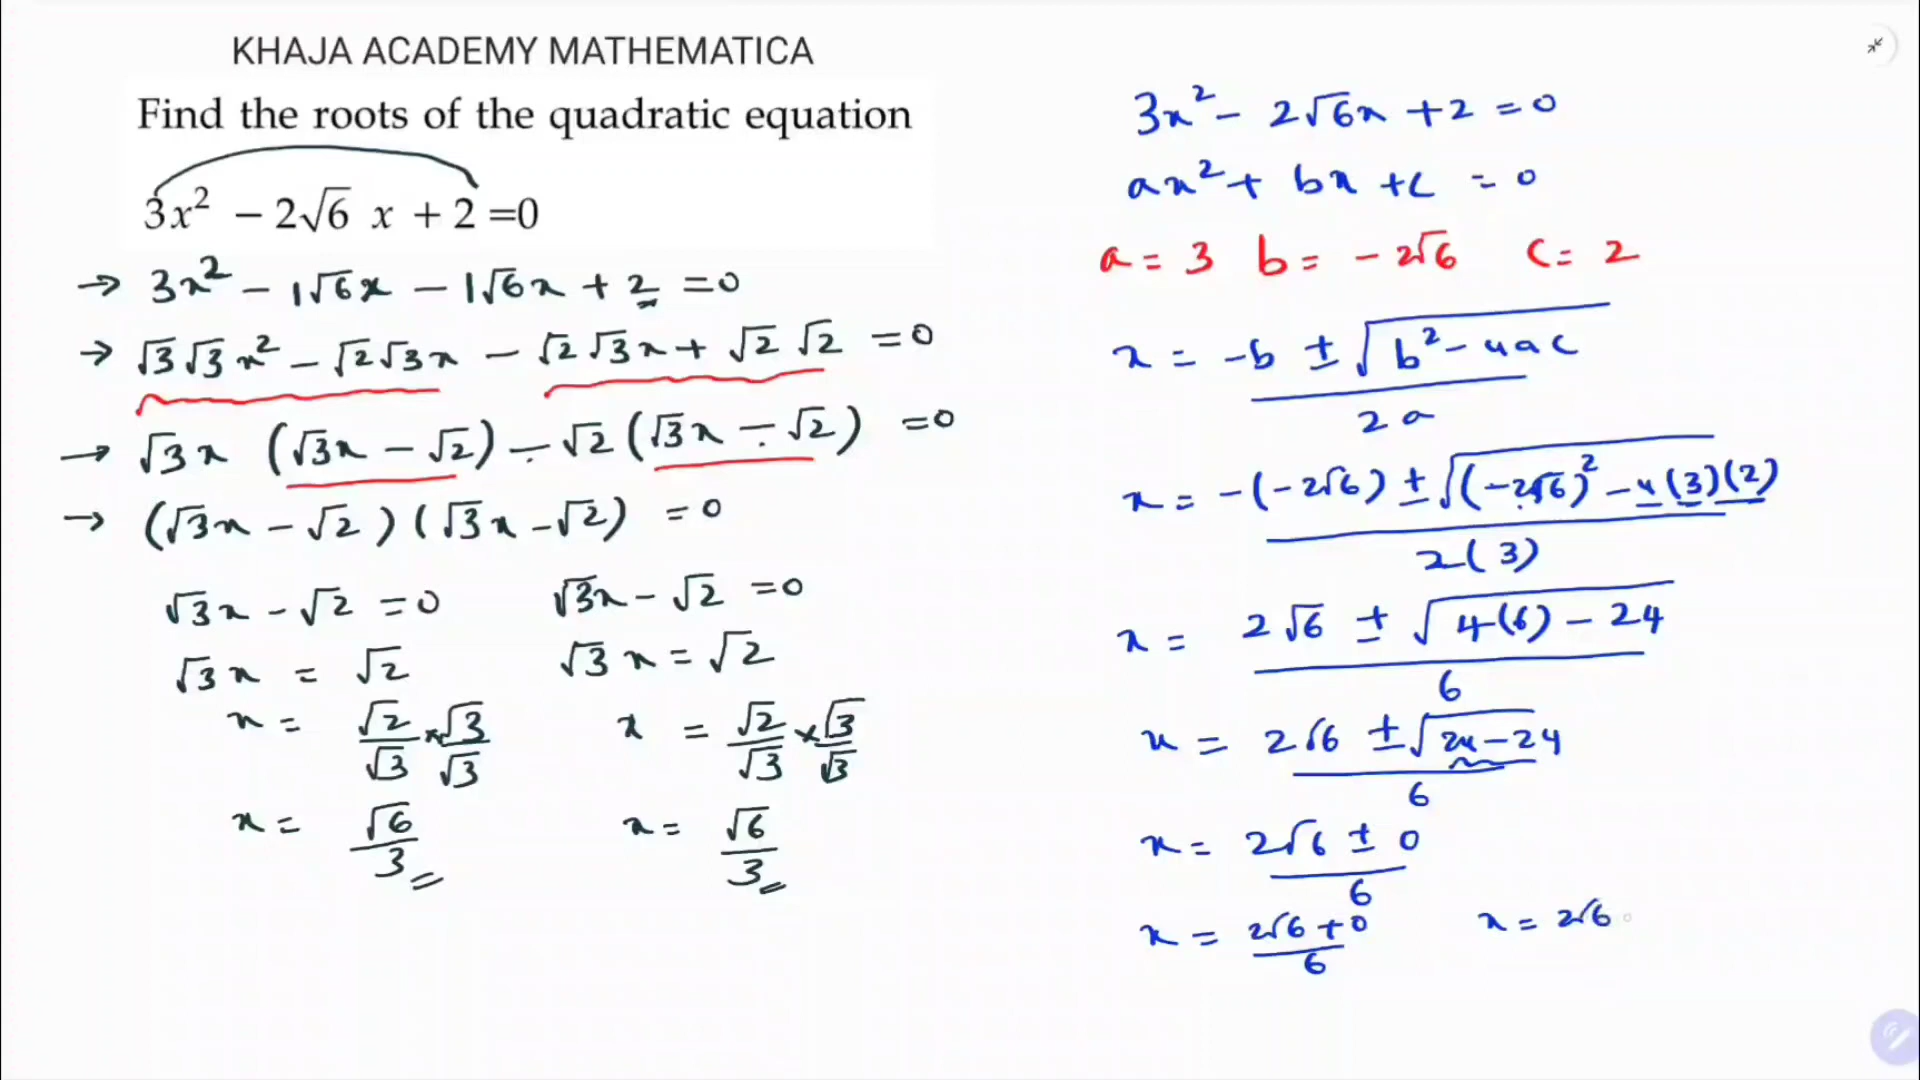 KHAJA ACADEMY MATHEMATICA
Find the roots of the quadratic equation
3x² − 2√6 x + 2 =0
→ 3x² − 1√6x − 1√6x + 2 = 0
→ √3√3x² − √2√3x − √2√3x + √2√2 = 0
→ √3x (√3x − √2) − √2 (√3x − √2) = 0
→ (√3x − √2) (√3x − √2) = 0
√3x − √2 = 0
√3x = √2
x = √2/√3 × √3/√3
x = √6/3
√3x − √2 = 0
√3x = √2
x = √2/√3 × √3/√3
x = √6/3
3x² − 2√6x + 2 = 0
ax² + bx + c = 0
a = 3 b = −2√6 c = 2
x = −b ± √(b² − 4ac) / 2a
x = −(−2√6) ± √((−2√6)² − 4(3)(2)) / 2(3)
x = 2√6 ± √(4(6) − 24) / 6
x = 2√6 ± √(24 − 24) / 6
x = 2√6 ± 0 / 6
x = 2√6 + 0 / 6 x = 2√6